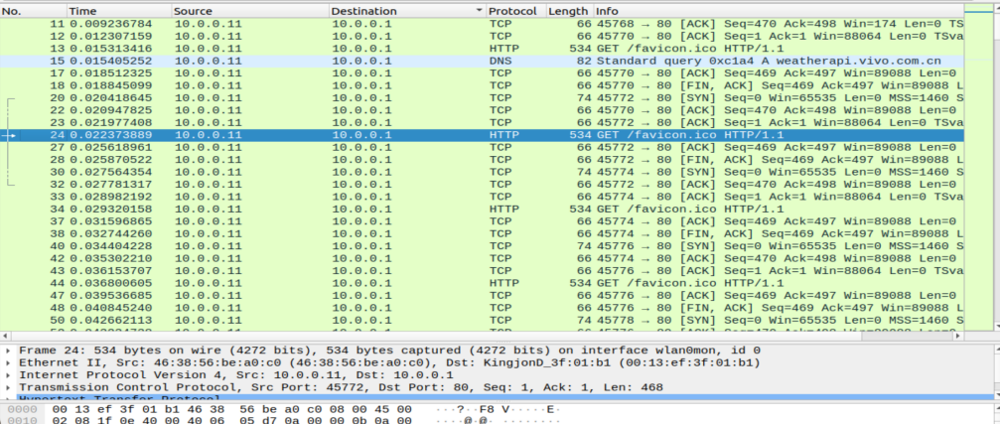 No. Time Source Destination Protocol Length Info
11 0.009236784 10.0.0.11 10.0.0.1 TCP 66 45768 → 80 [ACK] Seq=470 Ack=498 Win=174 Len=0 TS
12 0.012307159 10.0.0.11 10.0.0.1 TCP 66 45770 → 80 [ACK] Seq=1 Ack=1 Win=88064 Len=0 TSva
13 0.015313416 10.0.0.11 10.0.0.1 HTTP 534 GET /favicon.ico HTTP/1.1
15 0.015405252 10.0.0.11 10.0.0.1 DNS 82 Standard query 0xc1a4 A weatherapi.vivo.com.cn
17 0.018512325 10.0.0.11 10.0.0.1 TCP 66 45770 → 80 [ACK] Seq=469 Ack=497 Win=89088 Len=0
18 0.018845099 10.0.0.11 10.0.0.1 TCP 66 45770 → 80 [FIN, ACK] Seq=469 Ack=497 Win=89088 L
20 0.020418645 10.0.0.11 10.0.0.1 TCP 74 45772 → 80 [SYN] Seq=0 Win=65535 Len=0 MSS=1460 S
22 0.020947825 10.0.0.11 10.0.0.1 TCP 66 45770 → 80 [ACK] Seq=470 Ack=498 Win=89088 Len=0
23 0.021977408 10.0.0.11 10.0.0.1 TCP 66 45772 → 80 [ACK] Seq=1 Ack=1 Win=88064 Len=0 TSva
24 0.022373889 10.0.0.11 10.0.0.1 HTTP 534 GET /favicon.ico HTTP/1.1
27 0.025618961 10.0.0.11 10.0.0.1 TCP 66 45772 → 80 [ACK] Seq=469 Ack=497 Win=89088 Len=0
28 0.025870522 10.0.0.11 10.0.0.1 TCP 66 45772 → 80 [FIN, ACK] Seq=469 Ack=497 Win=89088 L
30 0.027564354 10.0.0.11 10.0.0.1 TCP 74 45774 → 80 [SYN] Seq=0 Win=65535 Len=0 MSS=1460 S
32 0.027781317 10.0.0.11 10.0.0.1 TCP 66 45772 → 80 [ACK] Seq=470 Ack=498 Win=89088 Len=0
33 0.028982192 10.0.0.11 10.0.0.1 TCP 66 45774 → 80 [ACK] Seq=1 Ack=1 Win=88064 Len=0 TSva
34 0.029320158 10.0.0.11 10.0.0.1 HTTP 534 GET /favicon.ico HTTP/1.1
37 0.031596865 10.0.0.11 10.0.0.1 TCP 66 45774 → 80 [ACK] Seq=469 Ack=497 Win=89088 Len=0
38 0.032744260 10.0.0.11 10.0.0.1 TCP 66 45774 → 80 [FIN, ACK] Seq=469 Ack=497 Win=89088 L
40 0.034404228 10.0.0.11 10.0.0.1 TCP 74 45776 → 80 [SYN] Seq=0 Win=65535 Len=0 MSS=1460 S
42 0.035302210 10.0.0.11 10.0.0.1 TCP 66 45774 → 80 [ACK] Seq=470 Ack=498 Win=89088 Len=0
43 0.036153707 10.0.0.11 10.0.0.1 TCP 66 45776 → 80 [ACK] Seq=1 Ack=1 Win=88064 Len=0 TSva
44 0.036800605 10.0.0.11 10.0.0.1 HTTP 534 GET /favicon.ico HTTP/1.1
47 0.039536685 10.0.0.11 10.0.0.1 TCP 66 45776 → 80 [ACK] Seq=469 Ack=497 Win=89088 Len=0
48 0.040845240 10.0.0.11 10.0.0.1 TCP 66 45776 → 80 [FIN, ACK] Seq=469 Ack=497 Win=89088 L
50 0.042662113 10.0.0.11 10.0.0.1 TCP 74 45778 → 80 [SYN] Seq=0 Win=65535 Len=0 MSS=1460 S
Frame 24: 534 bytes on wire (4272 bits), 534 bytes captured (4272 bits) on interface wlan0mon, id 0
Ethernet II, Src: 46:38:56:be:a0:c0 (46:38:56:be:a0:c0), Dst: KingjonD_3f:01:b1 (00:13:ef:3f:01:b1)
Internet Protocol Version 4, Src: 10.0.0.11, Dst: 10.0.0.1
Transmission Control Protocol, Src Port: 45772, Dst Port: 80, Seq: 1, Ack: 1, Len: 468
Hypertext Transfer Protocol
0000 00 13 ef 3f 01 b1 46 38 56 be a0 c0 08 00 45 00 ···?··F8 V·····E·
0010 02 08 1f 0e 40 00 40 06 05 d7 0a 00 00 0b 0a 00 ····@·@· ········